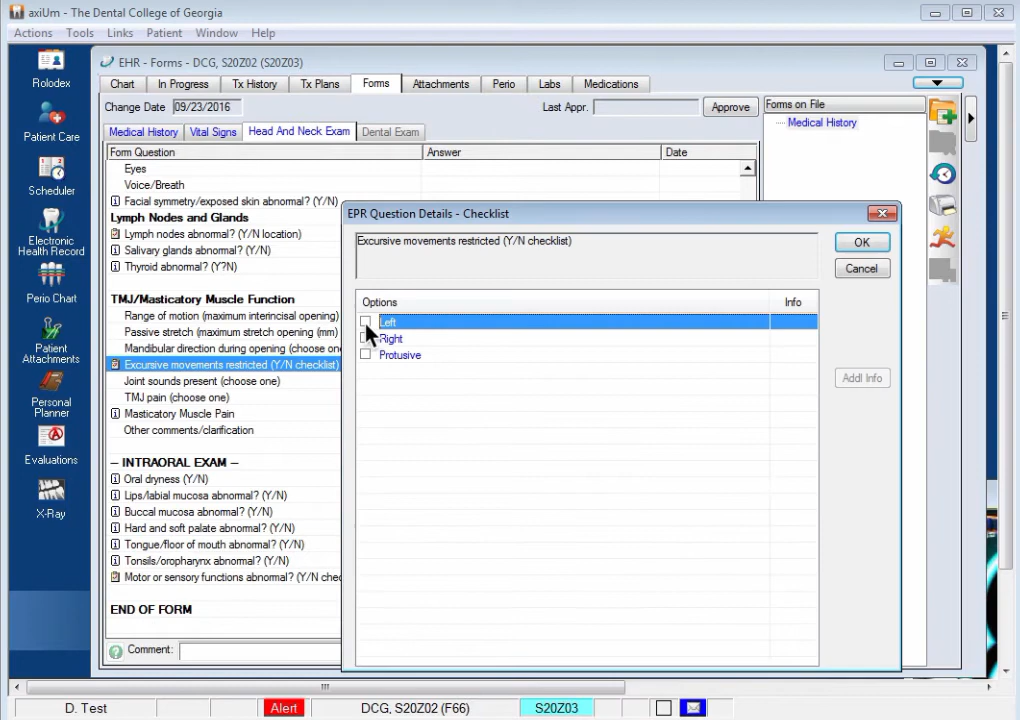 axiUm - The Dental College of Georgia
Actions Tools Links Patient Window Help
Rolodex
Patient Care
Scheduler
Electronic
Health Record
Perio Chart
Patient
Attachments
Personal
Planner
Evaluations
X-Ray
EHR - Forms - DCG, S20Z02 (S20Z03)
Chart In Progress Tx History Tx Plans Forms Attachments Perio Labs Medications
Change Date 09/23/2016 Last Appr. Approve
Forms on File
Medical History
Medical History Vital Signs Head And Neck Exam Dental Exam
Form Question Answer Date
Eyes
Voice/Breath
Facial symmetry/exposed skin abnormal? (Y/N)
Lymph Nodes and Glands
Lymph nodes abnormal? (Y/N location)
Salivary glands abnormal? (Y/N)
Thyroid abnormal? (Y?N)
TMJ/Masticatory Muscle Function
Range of motion (maximum interincisal opening)
Passive stretch (maximum stretch opening (mm)
Mandibular direction during opening (choose one
Excursive movements restricted (Y/N checklist)
Joint sounds present (choose one)
TMJ pain (choose one)
Masticatory Muscle Pain
Other comments/clarification
-- INTRAORAL EXAM --
Oral dryness (Y/N)
Lips/labial mucosa abnormal? (Y/N)
Buccal mucosa abnormal? (Y/N)
Hard and soft palate abnormal? (Y/N)
Tongue/floor of mouth abnormal? (Y/N)
Tonsils/oropharynx abnormal? (Y/N)
Motor or sensory functions abnormal? (Y/N chec
END OF FORM
Comment:
EPR Question Details - Checklist
Excursive movements restricted (Y/N checklist)
OK
Cancel
Options Info
Left
Right
Protusive
Addl Info
D. Test Alert DCG, S20Z02 (F66) S20Z03